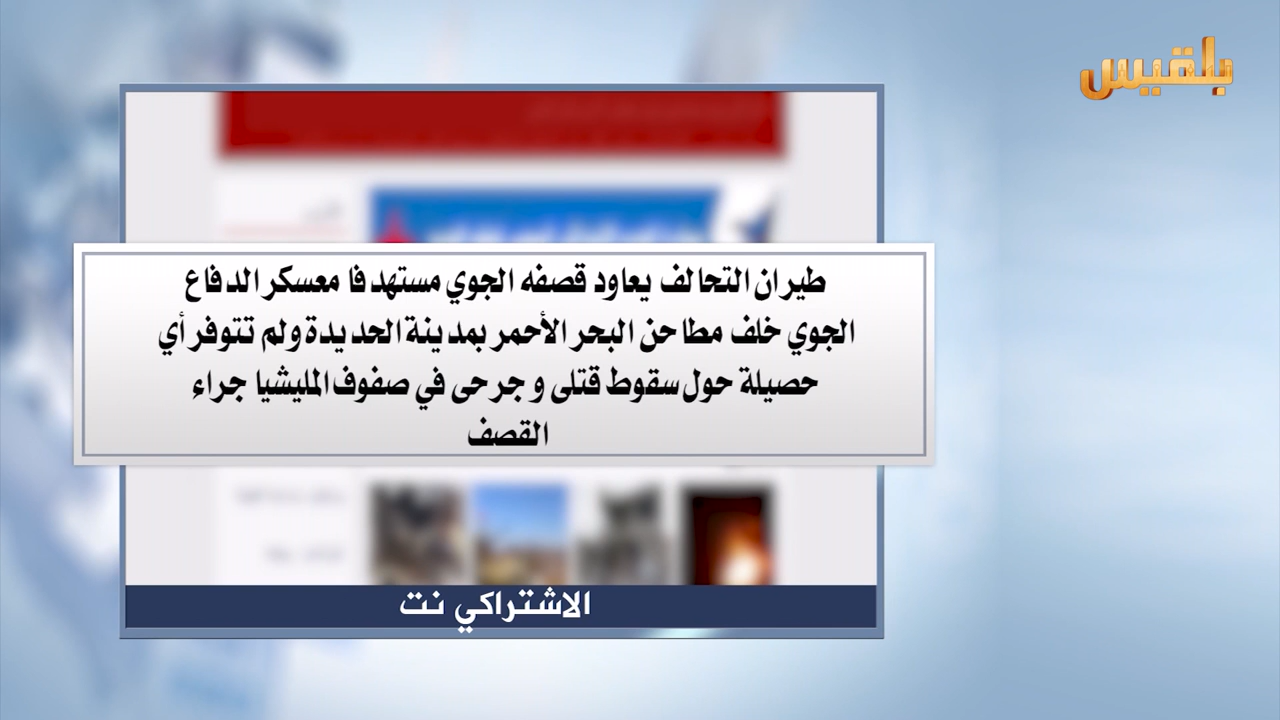 بلقيس
طيران التحالف يعاود قصفه الجوي مستهدفا معسكر الدفاع
الجوي خلف مطاحن البحر الأحمر بمدينة الحديدة ولم تتوفر أي
حصيلة حول سقوط قتلى و جرحى في صفوف المليشيا جراء
القصف
الاشتراكي نت